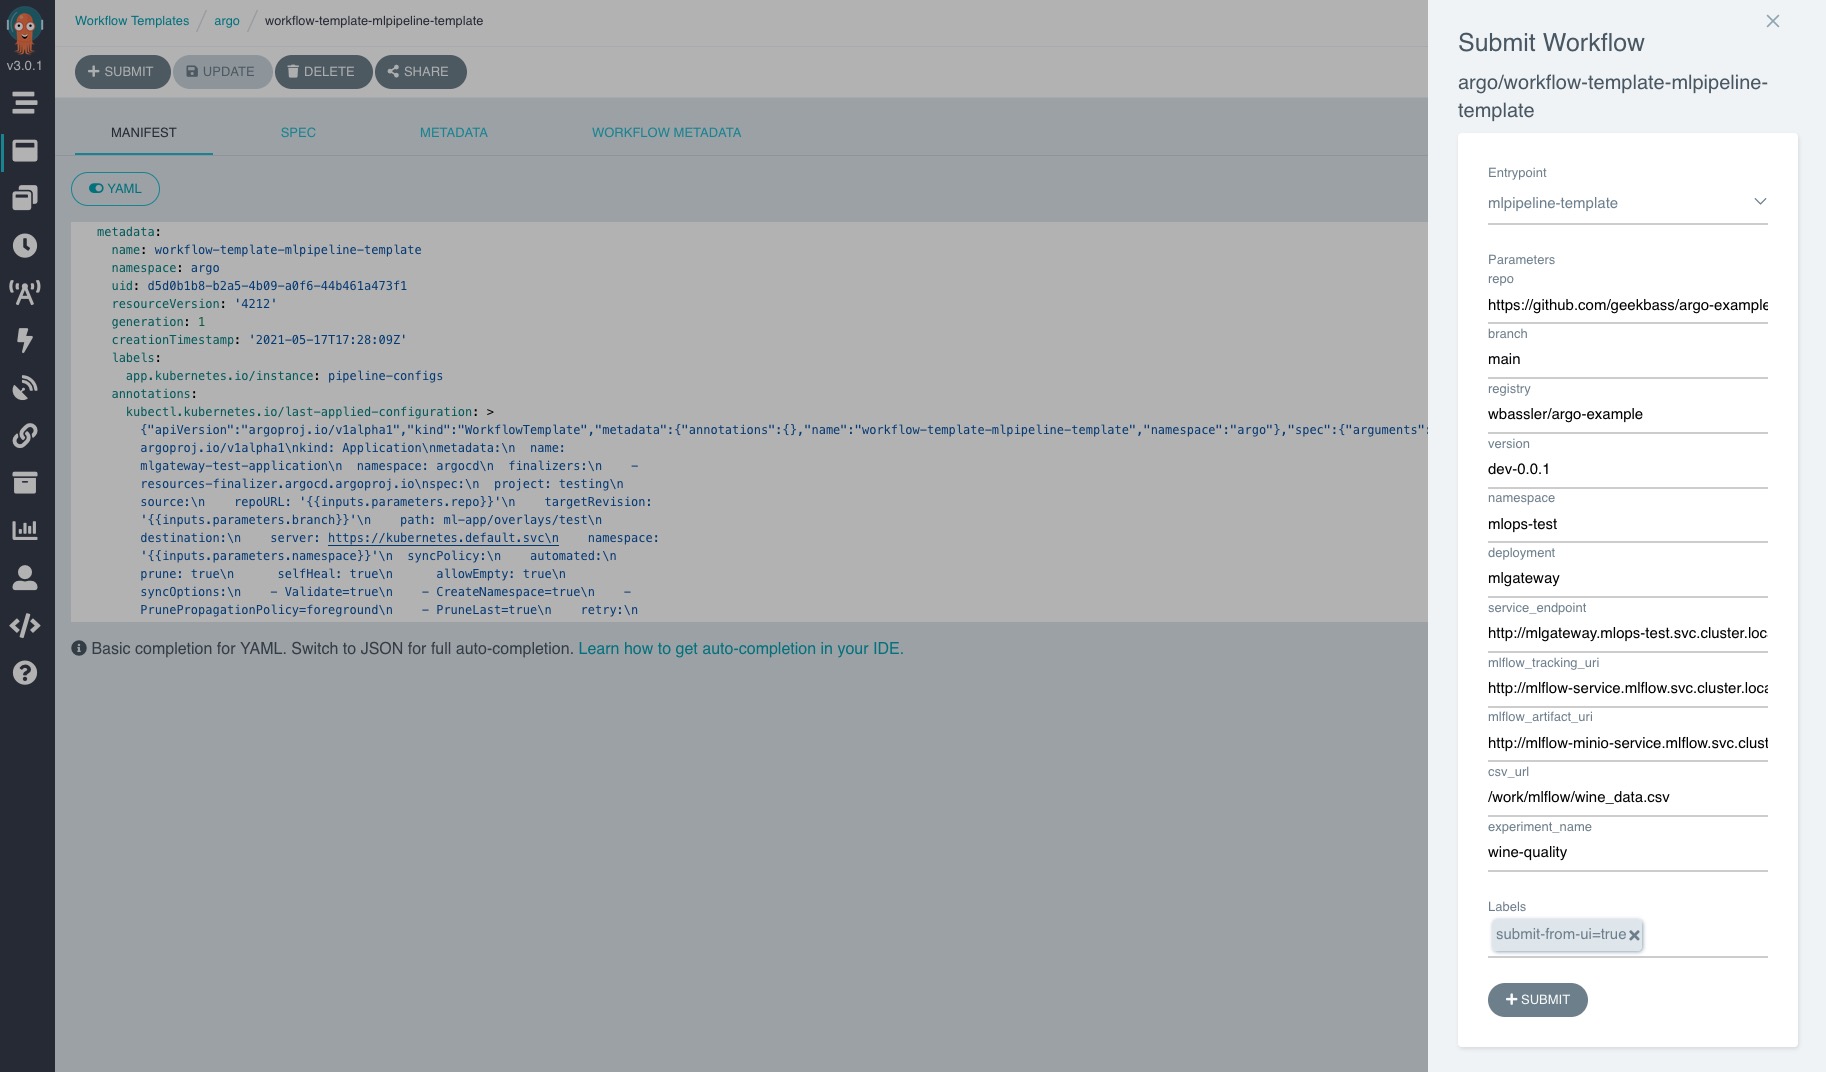 v3.0.1
Workflow Templates / argo / workflow-template-mlpipeline-template
+ SUBMIT UPDATE DELETE SHARE
MANIFEST SPEC METADATA WORKFLOW METADATA
YAML
metadata:
name: workflow-template-mlpipeline-template
namespace: argo
uid: d5d0b1b8-b2a5-4b09-a0f6-44b461a473f1
resourceVersion: '4212'
generation: 1
creationTimestamp: '2021-05-17T17:28:09Z'
labels:
app.kubernetes.io/instance: pipeline-configs
annotations:
kubectl.kubernetes.io/last-applied-configuration: >
{"apiVersion":"argoproj.io/v1alpha1","kind":"WorkflowTemplate","metadata":{"annotations":{},"name":"workflow-template-mlpipeline-template","namespace":"argo"},"spec":{"arguments":
argoproj.io/v1alpha1\nkind: Application\nmetadata:\n  name:
mlgateway-test-application\n  namespace: argocd\n  finalizers:\n    -
resources-finalizer.argocd.argoproj.io\nspec:\n  project: testing\n
source:\n    repoURL: '{{inputs.parameters.repo}}'\n    targetRevision:
'{{inputs.parameters.branch}}'\n    path: ml-app/overlays/test\n
destination:\n    server: https://kubernetes.default.svc\n    namespace:
'{{inputs.parameters.namespace}}'\n  syncPolicy:\n    automated:\n
prune: true\n      selfHeal: true\n      allowEmpty: true\n
syncOptions:\n    - Validate=true\n    - CreateNamespace=true\n    -
PrunePropagationPolicy=foreground\n    - PruneLast=true\n    retry:\n
Basic completion for YAML. Switch to JSON for full auto-completion. Learn how to get auto-completion in your IDE.
Submit Workflow
argo/workflow-template-mlpipeline-
template
Entrypoint
mlpipeline-template
Parameters
repo
https://github.com/geekbass/argo-example
branch
main
registry
wbassler/argo-example
version
dev-0.0.1
namespace
mlops-test
deployment
mlgateway
service_endpoint
http://mlgateway.mlops-test.svc.cluster.loc
mlflow_tracking_uri
http://mlflow-service.mlflow.svc.cluster.loca
mlflow_artifact_uri
http://mlflow-minio-service.mlflow.svc.clust
csv_url
/work/mlflow/wine_data.csv
experiment_name
wine-quality
Labels
submit-from-ui=true
+ SUBMIT